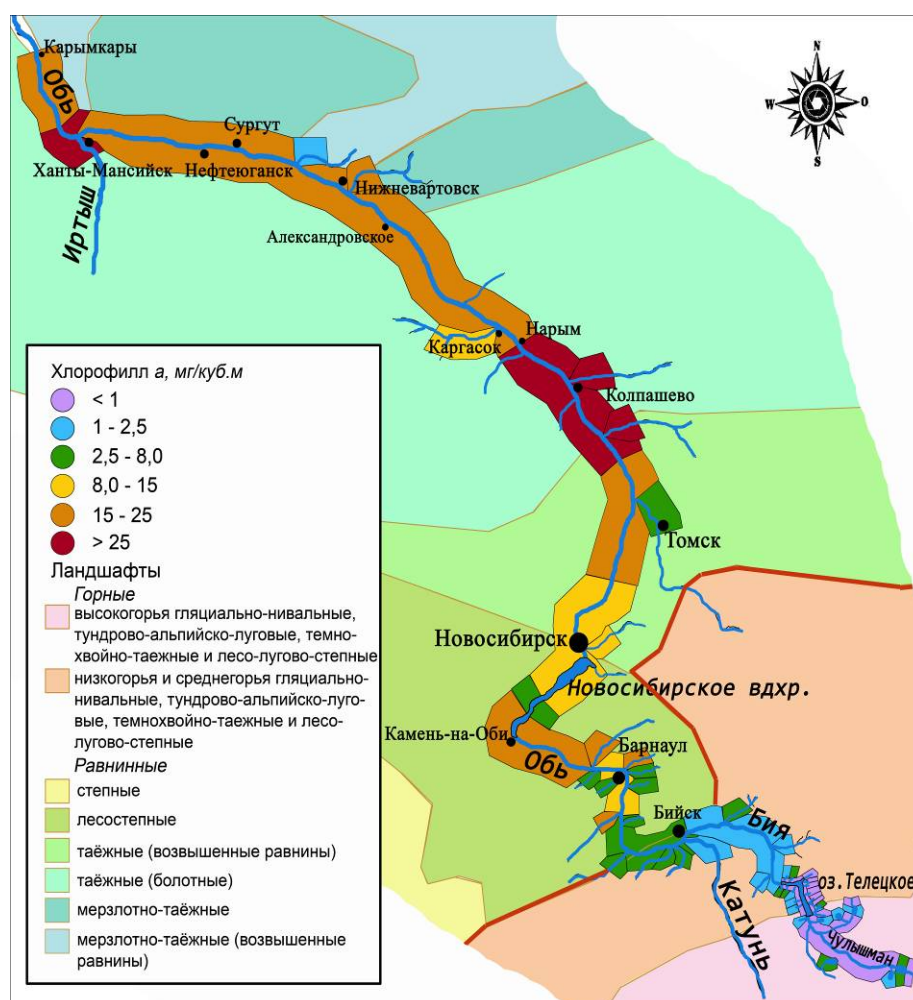 Карымкары
Обь
N
W
O
S
Сургут
Ханты-Мансийск
Нефтеюганск
Нижневартовск
Иртыш
Александровское
Нарым
Каргасок
Колпашево
Томск
Новосибирск
Новосибирское вдхр.
Камень-на-Оби
Обь
Барнаул
Бийск
Бия
оз.Телецкое
Катунь
Чулышман
Хлорофилл а, мг/куб.м
< 1
1 - 2,5
2,5 - 8,0
8,0 - 15
15 - 25
> 25
Ландшафты
Горные
высокогорья гляциально-нивальные,
тундрово-альпийско-луговые, темно-
хвойно-таежные и лесо-лугово-степные
низкогорья и среднегорья гляциально-
нивальные, тундрово-альпийско-луго-
вые, темнохвойно-таежные и лесо-
лугово-степные
Равнинные
степные
лесостепные
таёжные (возвышенные равнины)
таёжные (болотные)
мерзлотно-таёжные
мерзлотно-таёжные (возвышенные
равнины)